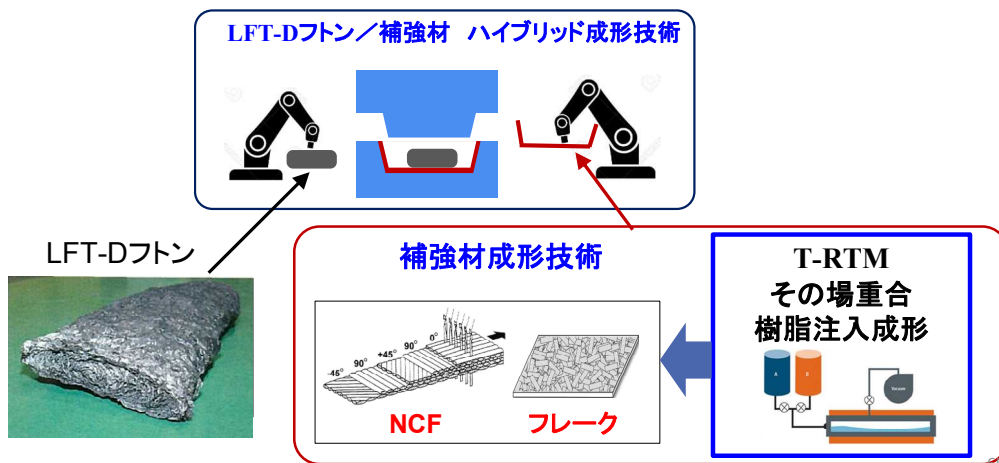 LFT-Dフトン／補強材 ハイブリッド成形技術
LFT-Dフトン
補強材成形技術
-45°
90°
+45°
90°
0°
NCF
フレーク
T-RTM
その場重合
樹脂注入成形
A
B
Vacuum